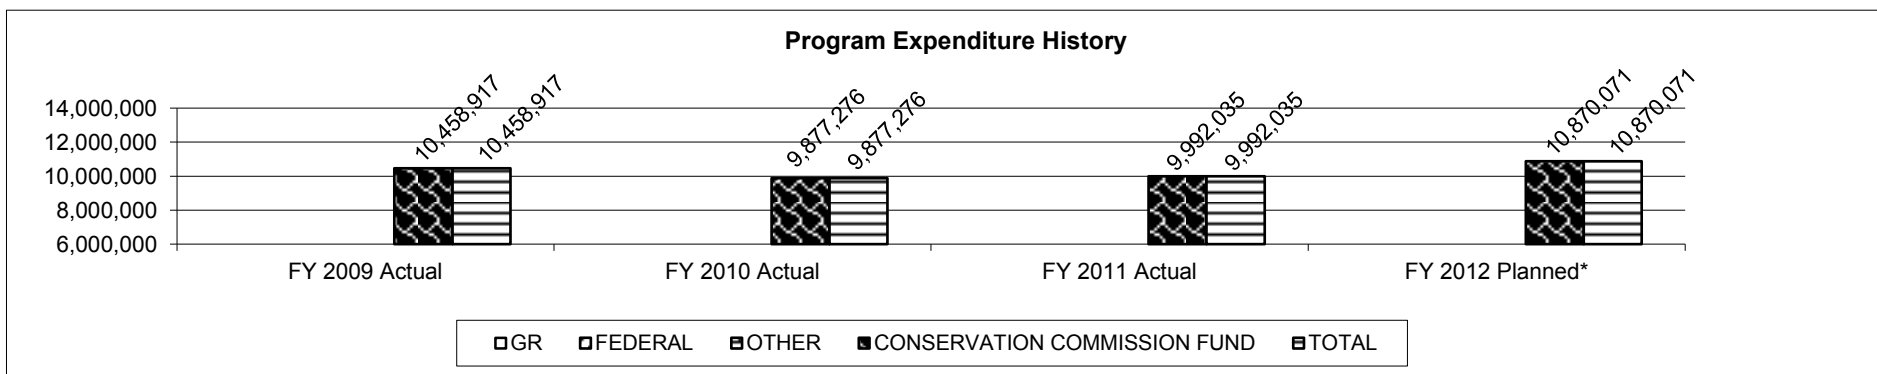 Program Expenditure History
10,458,917 10,458,917 9,877,276 9,877,276 9,992,035 9,992,035 10,870,071 10,870,071
14,000,000
12,000,000
10,000,000
8,000,000
6,000,000
FY 2009 Actual FY 2010 Actual FY 2011 Actual FY 2012 Planned*
GR FEDERAL OTHER CONSERVATION COMMISSION FUND TOTAL